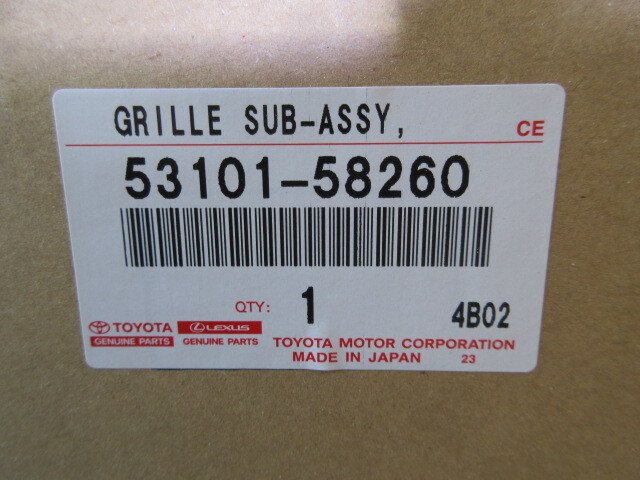 GRILLE SUB-ASSY,
CE
53101-58260
QTY: 1
4B02
TOYOTA
GENUINE PARTS
LEXUS
GENUINE PARTS
TOYOTA MOTOR CORPORATION
MADE IN JAPAN 23